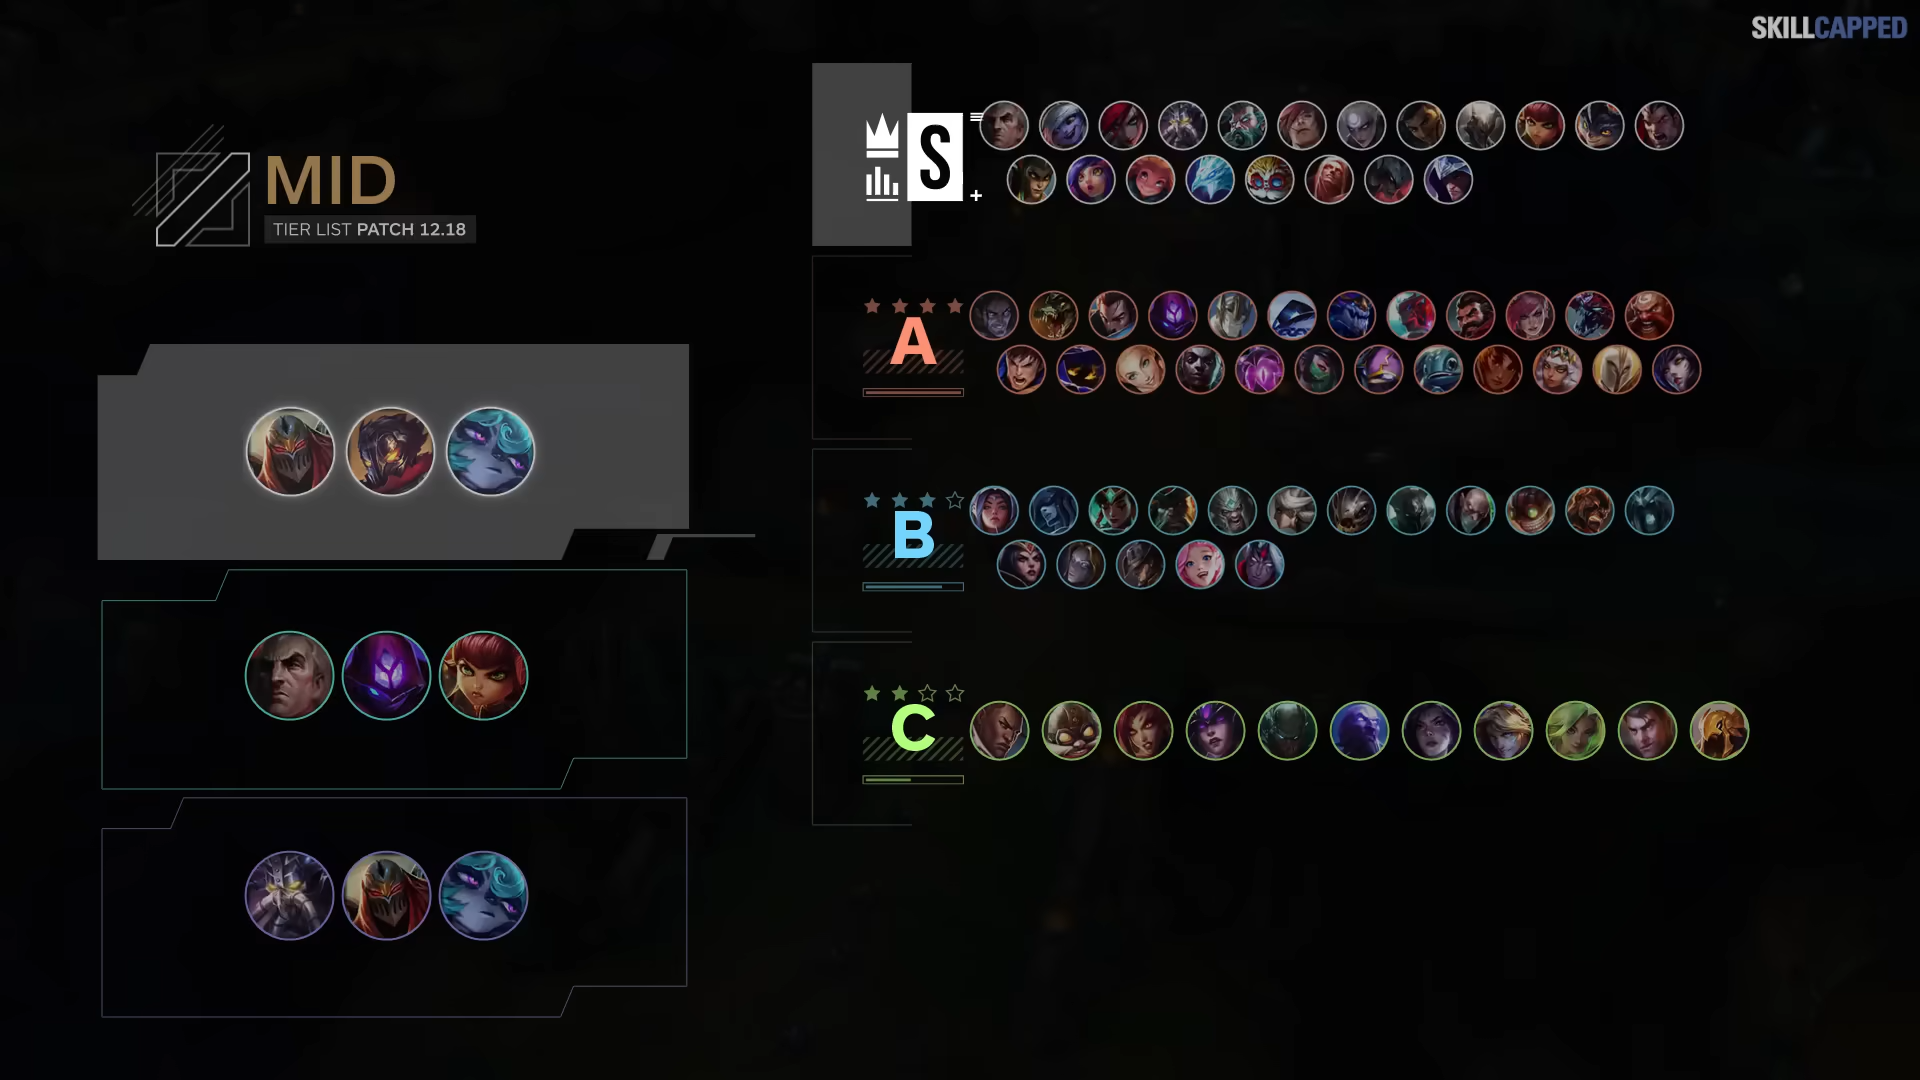 SKILLCAPPED
MID
TIER LIST PATCH 12.18
S
+
A
B
C